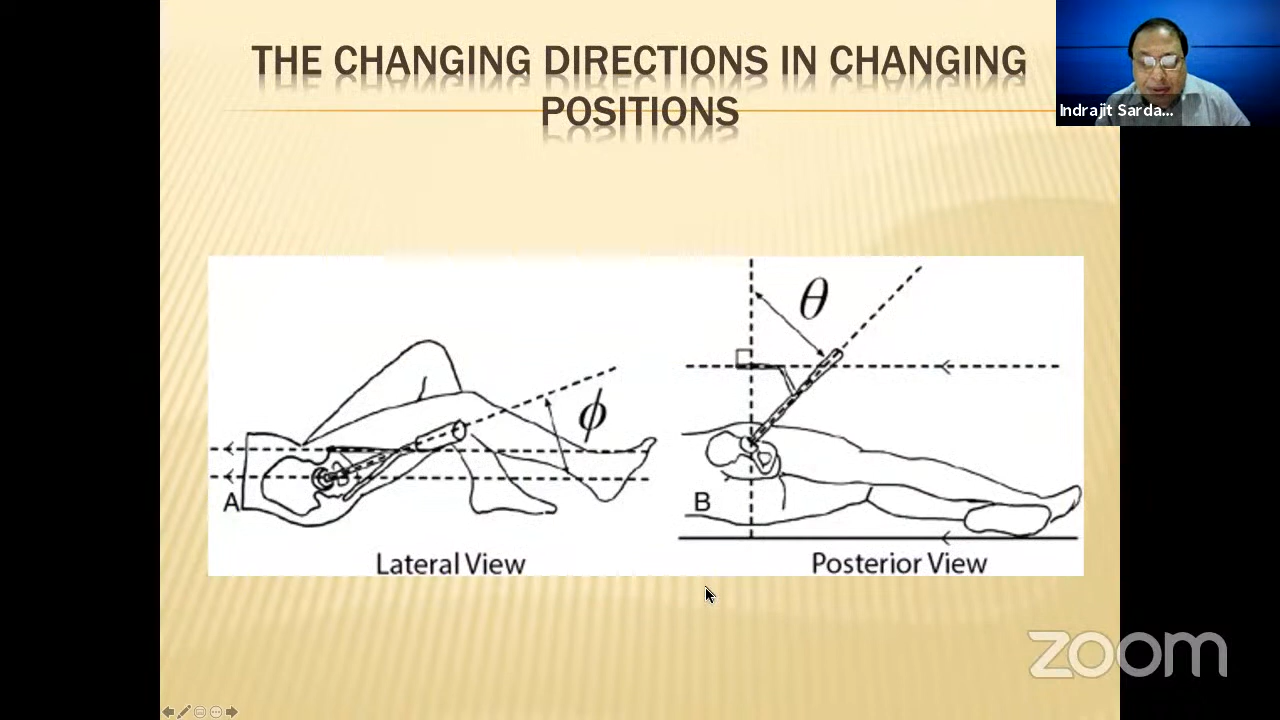 THE CHANGING DIRECTIONS IN CHANGING
POSITIONS
Indrajit Sarda...
θ
ϕ
A
B
Lateral View
Posterior View
zoom